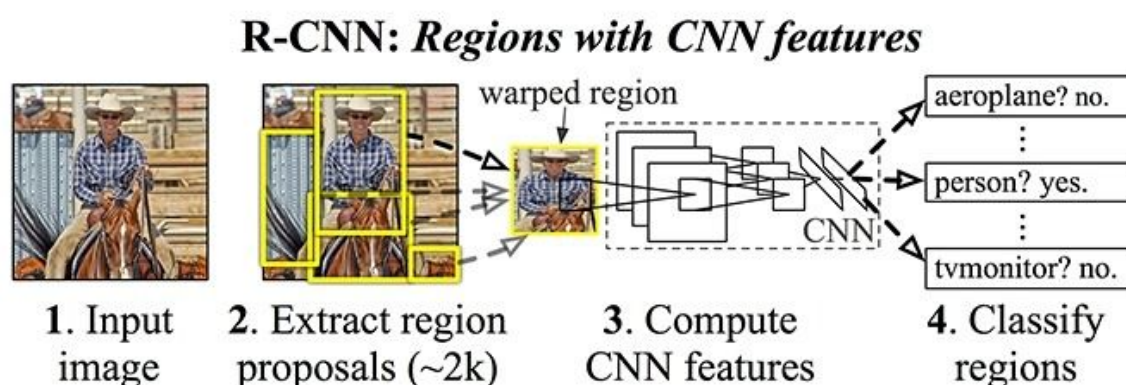 R-CNN: Regions with CNN features
warped region
aeroplane? no.
person? yes.
tvmonitor? no.
CNN
1. Input
image
2. Extract region
proposals (~2k)
3. Compute
CNN features
4. Classify
regions